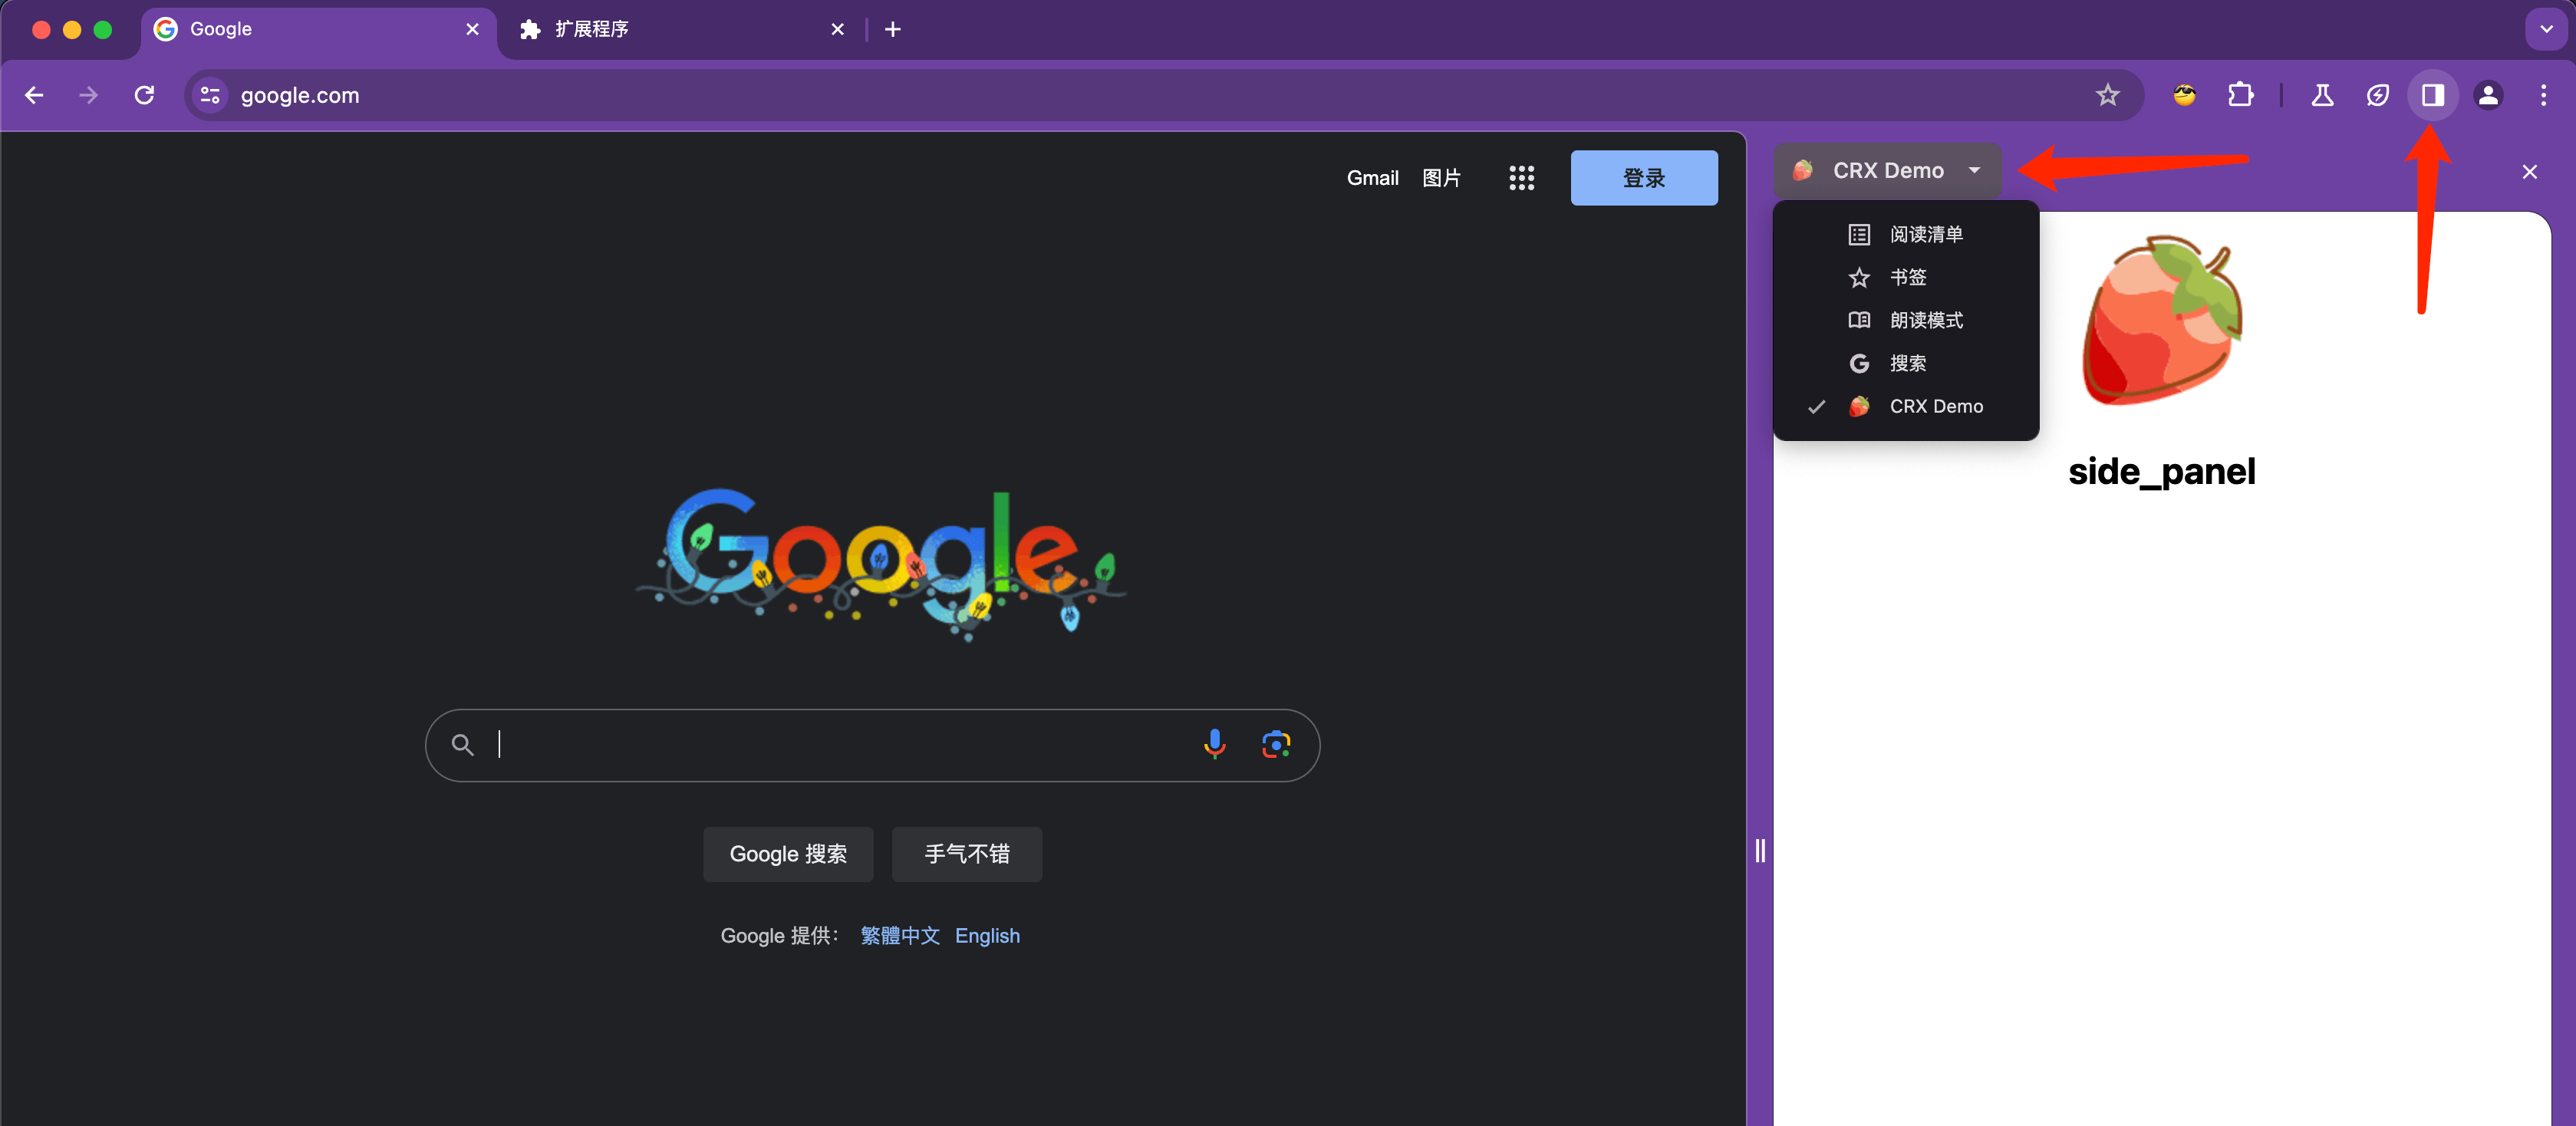 Google
扩展程序
google.com
Gmail 图片
登录
CRX Demo
阅读清单
书签
朗读模式
搜索
CRX Demo
side_panel
Google
Google 搜索
手气不错
Google 提供： 繁體中文 English